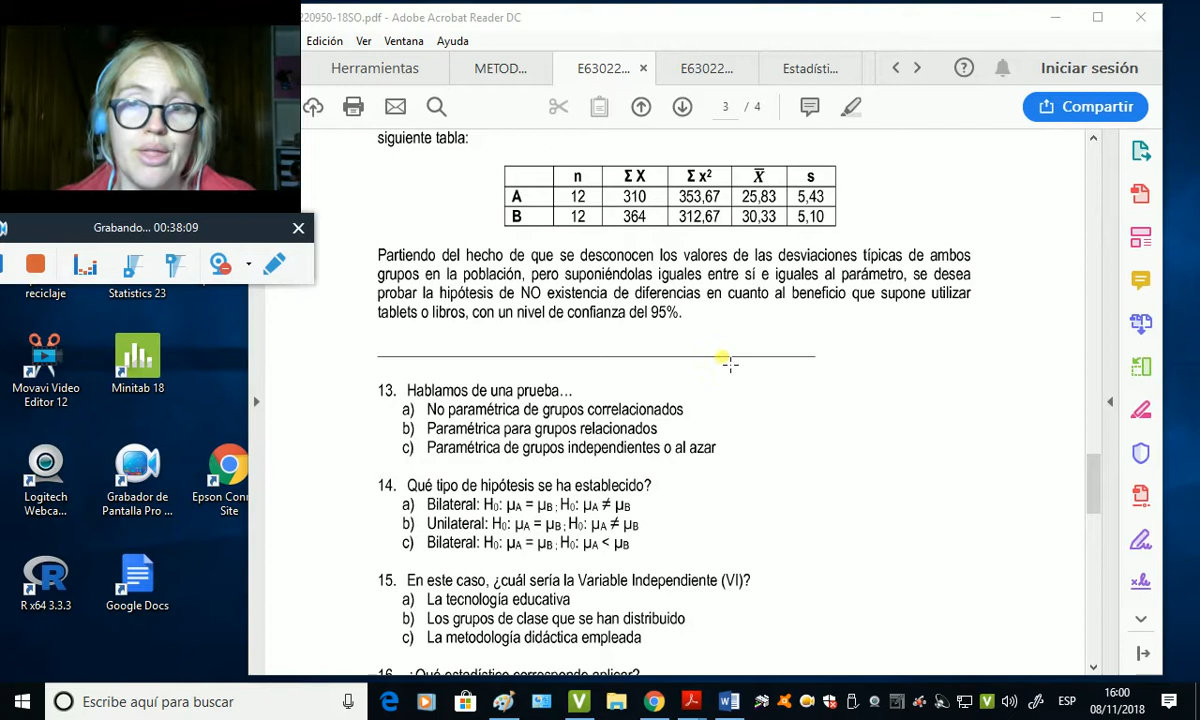 220950-18SO.pdf - Adobe Acrobat Reader DC
Edición Ver Ventana Ayuda
Herramientas METOD... E63022... E63022... Estadísti... Iniciar sesión
3 / 4 Compartir
siguiente tabla:
n Σ X Σ x² X̅ s
A 12 310 353,67 25,83 5,43
B 12 364 312,67 30,33 5,10
Partiendo del hecho de que se desconocen los valores de las desviaciones típicas de ambos
grupos en la población, pero suponiéndolas iguales entre sí e iguales al parámetro, se desea
probar la hipótesis de NO existencia de diferencias en cuanto al beneficio que supone utilizar
tablets o libros, con un nivel de confianza del 95%.
13. Hablamos de una prueba...
a) No paramétrica de grupos correlacionados
b) Paramétrica para grupos relacionados
c) Paramétrica de grupos independientes o al azar
14. Qué tipo de hipótesis se ha establecido?
a) Bilateral: H₀: μA = μB ; H₀: μA ≠ μB
b) Unilateral: H₀: μA = μB ; H₀: μA ≠ μB
c) Bilateral: H₀: μA = μB ; H₀: μA < μB
15. En este caso, ¿cuál sería la Variable Independiente (VI)?
a) La tecnología educativa
b) Los grupos de clase que se han distribuido
c) La metodología didáctica empleada
16. ¿Qué estadístico corresponde aplicar?
Grabando... 00:38:09
reciclaje
Statistics 23
Movavi Video
Editor 12
Minitab 18
Logitech
Webca...
Grabador de
Pantalla Pro ...
Epson Conn
Site
R x64 3.3.3
Google Docs
Escribe aquí para buscar
ESP
16:00
08/11/2018